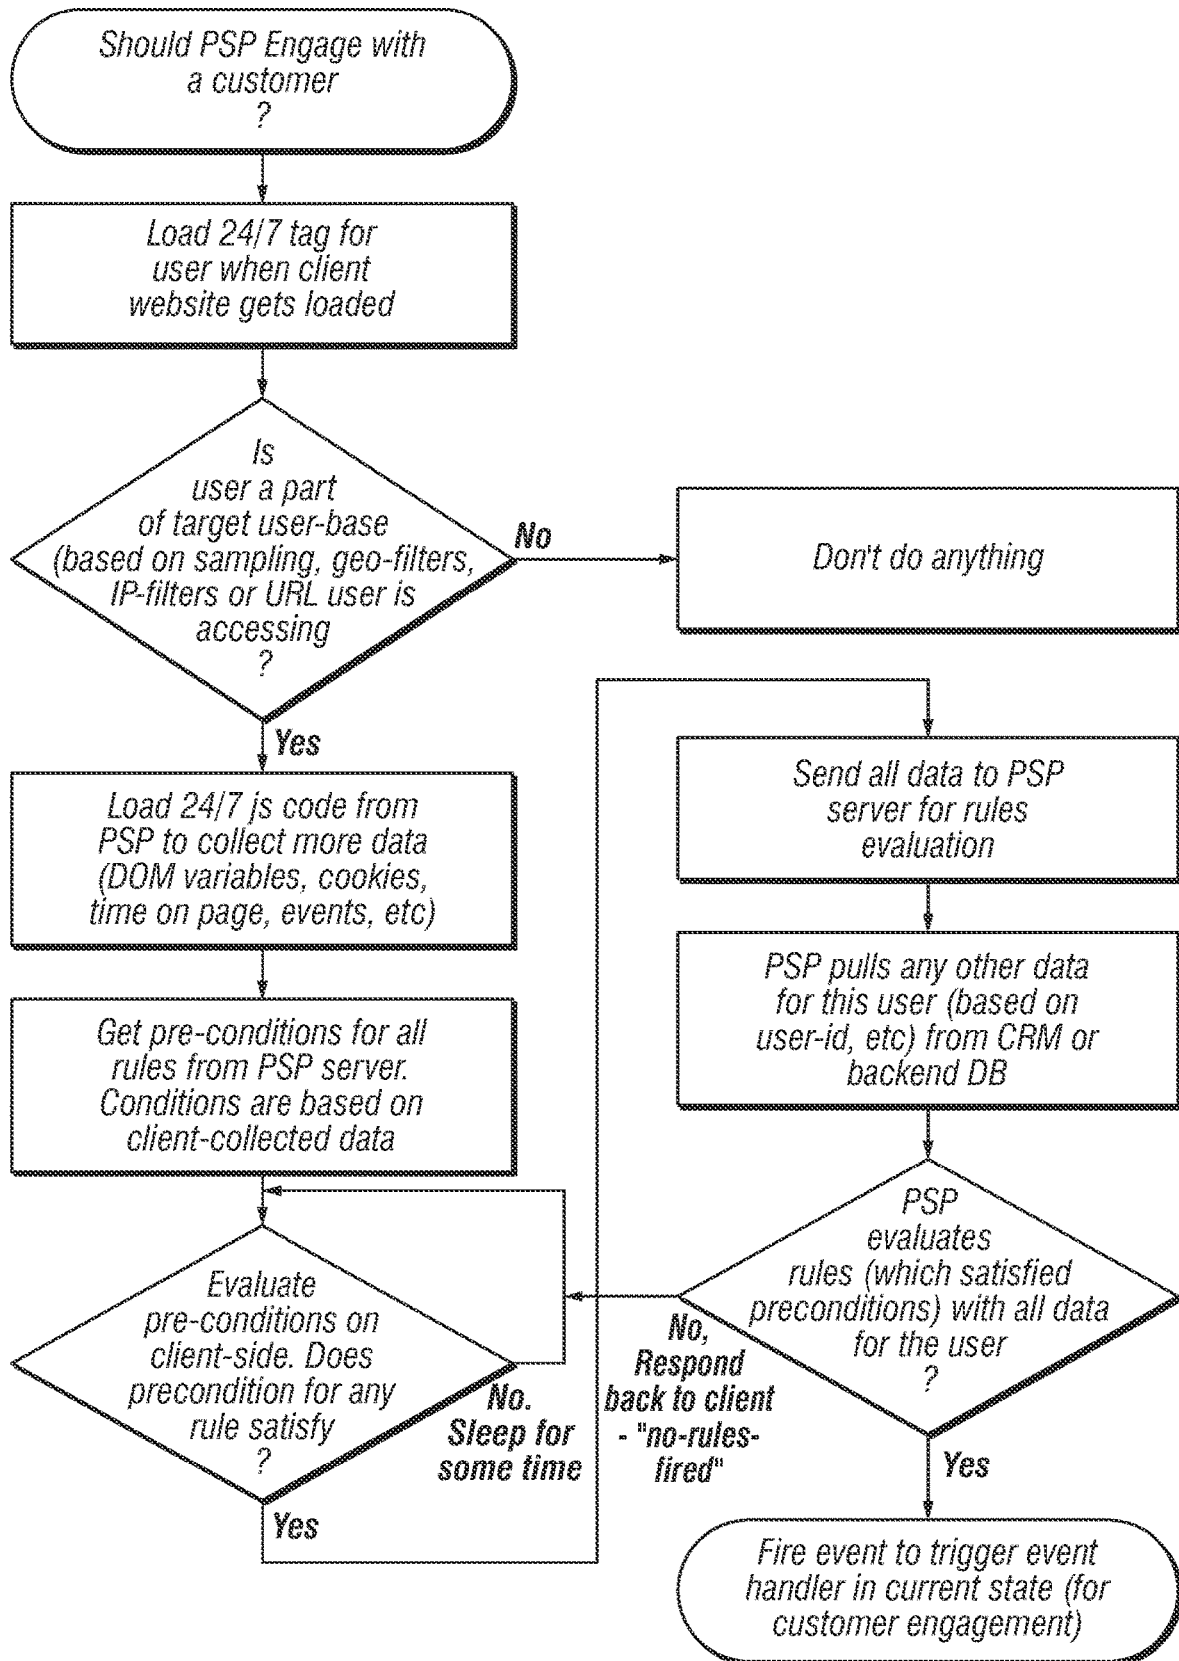 Should PSP Engage with
a customer
?
Load 24/7 tag for
user when client
website gets loaded
Is
user a part
of target user-base
(based on sampling, geo-filters,
IP-filters or URL user is
accessing
?
No
Don't do anything
Yes
Load 24/7 js code from
PSP to collect more data
(DOM variables, cookies,
time on page, events, etc)
Get pre-conditions for all
rules from PSP server.
Conditions are based on
client-collected data
Evaluate
pre-conditions on
client-side. Does
precondition for any
rule satisfy
?
No.
Sleep for
some time
Yes
Send all data to PSP
server for rules
evaluation
PSP pulls any other data
for this user (based on
user-id, etc) from CRM or
backend DB
PSP
evaluates
rules (which satisfied
preconditions) with all data
for the user
?
No,
Respond
back to client
- "no-rules-
fired"
Yes
Fire event to trigger event
handler in current state (for
customer engagement)